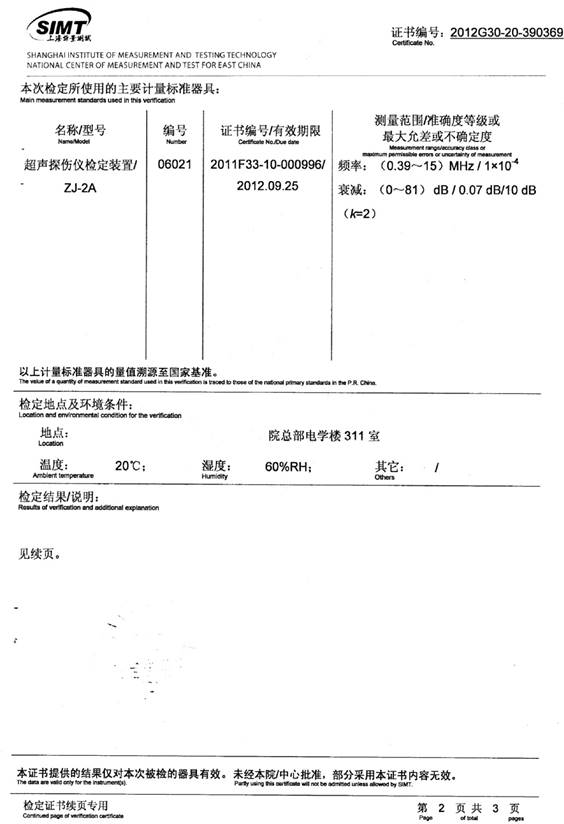 SIMT
上海计量测试
SHANGHAI INSTITUTE OF MEASUREMENT AND TESTING TECHNOLOGY
NATIONAL CENTER OF MEASUREMENT AND TEST FOR EAST CHINA
证书编号: 2012G30-20-390369
Certificate No.
本次检定所使用的主要计量标准器具:
Main measurement standards used in this verification
名称/型号
Name/Model
编号
Number
证书编号/有效期限
Certificate No./Due date
测量范围/准确度等级或
最大允差或不确定度
Measurement range/accuracy class or
maximum permissible errors or uncertainty of measurement
超声探伤仪检定装置/
ZJ-2A
06021
2011F33-10-000996/
2012.09.25
频率: (0.39～15) MHz / 1×10⁻⁴
衰减: (0～81) dB / 0.07 dB/10 dB
(k=2)
以上计量标准器具的量值溯源至国家基准。
The value of a quantity of measurement standard used in this verification is traced to those of the national primary standards in the P.R. China.
检定地点及环境条件:
Location and environmental condition for the verification
地点: 院总部电学楼 311 室
Location
温度: 20℃; 湿度: 60%RH; 其它: /
Ambient temperature Humidity Others
检定结果/说明:
Results of verification and additional explanation
见续页。
本证书提供的结果仅对本次被检的器具有效。未经本院/中心批准，部分采用本证书内容无效。
The data are valid only for the instrument(s). Partly using this certificate will not be admitted unless allowed by SIMT.
检定证书续页专用 第 2 页 共 3 页
Continued page of verification certificate Page of total pages